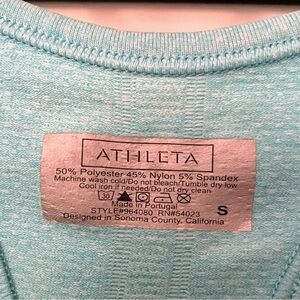 ATHLETA
50% Polyester 45% Nylon 5% Spandex
Machine wash cold/Do not bleach/Tumble dry low
Cool iron if needed/Do not dry clean
30
Made in Portugal
STYLE#964080 RN#54023
Designed in Sonoma County, California
S